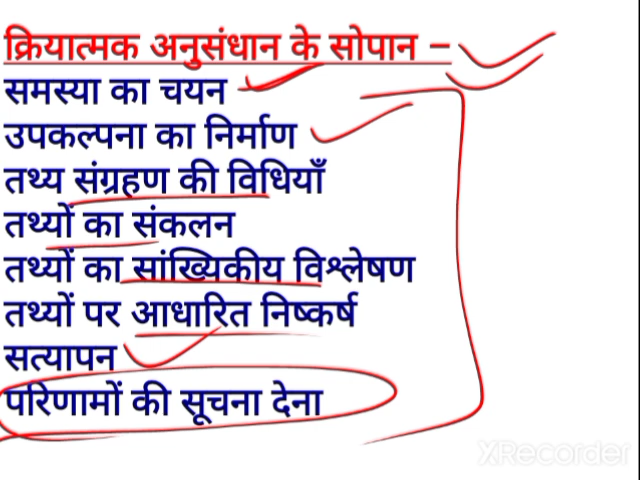 क्रियात्मक अनुसंधान के सोपान –
समस्या का चयन
उपकल्पना का निर्माण
तथ्य संग्रहण की विधियाँ
तथ्यों का संकलन
तथ्यों का सांख्यिकीय विश्लेषण
तथ्यों पर आधारित निष्कर्ष
सत्यापन
परिणामों की सूचना देना
XRecorder